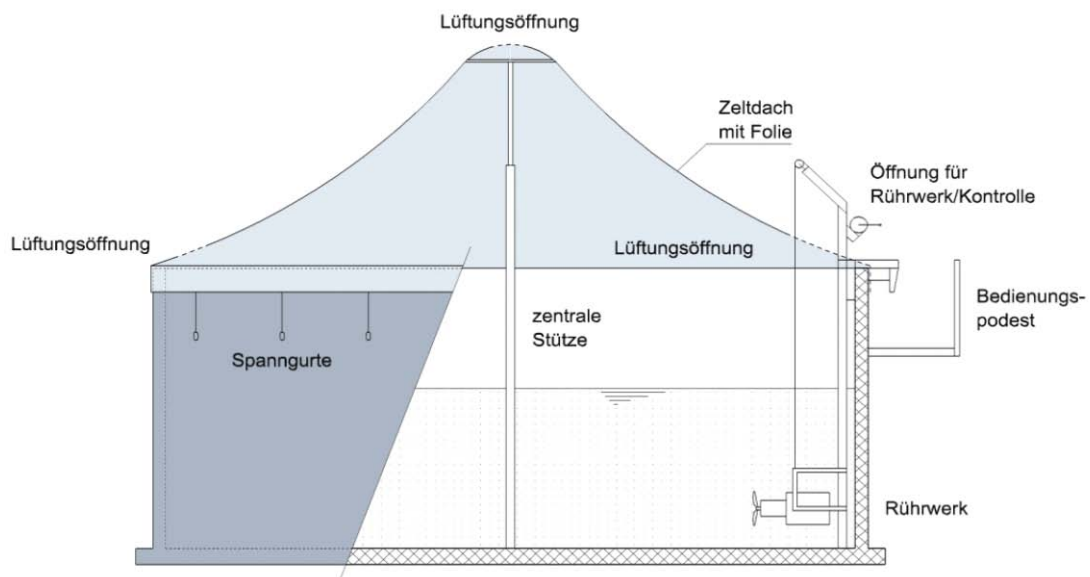 Lüftungsöffnung
Zeltdach
mit Folie
Öffnung für
Rührwerk/Kontrolle
Lüftungsöffnung
Lüftungsöffnung
Bedienungs-
podest
zentrale
Stütze
Spanngurte
Rührwerk